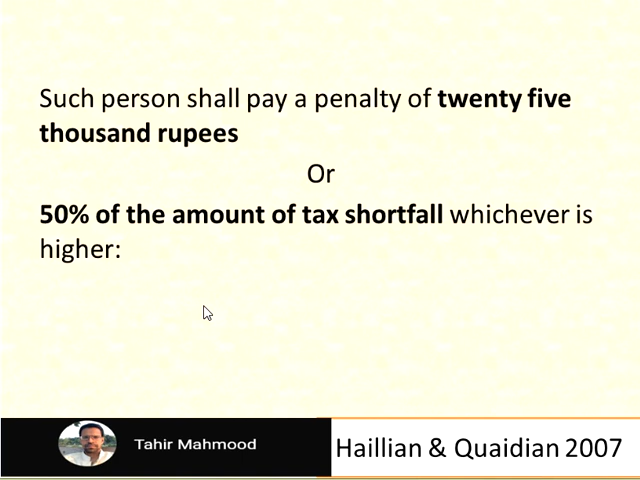 Such person shall pay a penalty of twenty five
thousand rupees
Or
50% of the amount of tax shortfall whichever is
higher:
Tahir Mahmood
Haillian & Quaidian 2007